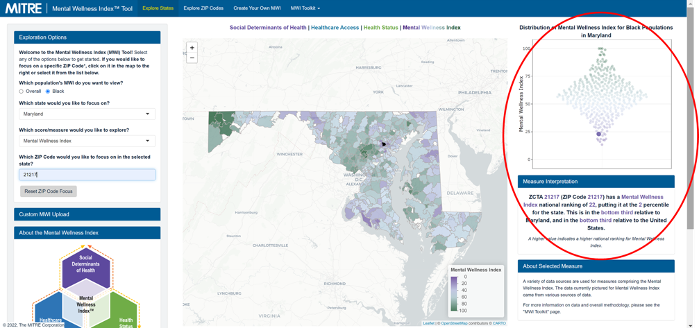 MITRE | Mental Wellness Index™ Tool Explore States Explore ZIP Codes Create Your Own MWI MWI Toolkit
Exploration Options
Welcome to the Mental Wellness Index (MWI) Tool! Select
any of the options below to get started. If you would like to
focus on a specific ZIP Code, click on it in the map to the
right or select it from the list below.
Which population's MWI do you want to view?
Overall Black
Which state would you like to focus on?
Maryland
Which score/measure would you like to explore?
Mental Wellness Index
Which ZIP Code would you like to focus on in the selected
state?
21217
Reset ZIP Code Focus
Custom MWI Upload
About the Mental Wellness Index
Social
Determinants
of Health
Mental
Wellness
Index™
Healthcare
Health
Status
© 2022, The MITRE Corporation
Social Determinants of Health | Healthcare Access | Health Status | Mental Wellness Index
+
−
HARRISBURG
PHILADELPHIA
WILMINGTON
WINCHESTER
WASHINGTON
DELAWARE
CHARLOTTESVILLE
VIRGINIA
RICHMOND
Mental Wellness Index
0
20
40
60
80
100
Leaflet | © OpenStreetMap contributors © CARTO
Distribution of Mental Wellness Index for Black Populations
in Maryland
Mental Wellness Index
100
75
50
25
0
Measure Interpretation
ZCTA 21217 (ZIP Code 21217) has a Mental Wellness
Index national ranking of 22, putting it at the 2 percentile
for the state. This is in the bottom third relative to
Maryland, and in the bottom third relative to the United
States.
A higher value indicates a higher national ranking for Mental Wellness
Index.
About Selected Measure
A variety of data sources are used for measures comprising the Mental
Wellness Index. The data currently pictured for Mental Wellness Index
came from various sources of data.
For more information on data and overall methodology, please see the
"MWI Toolkit" page.